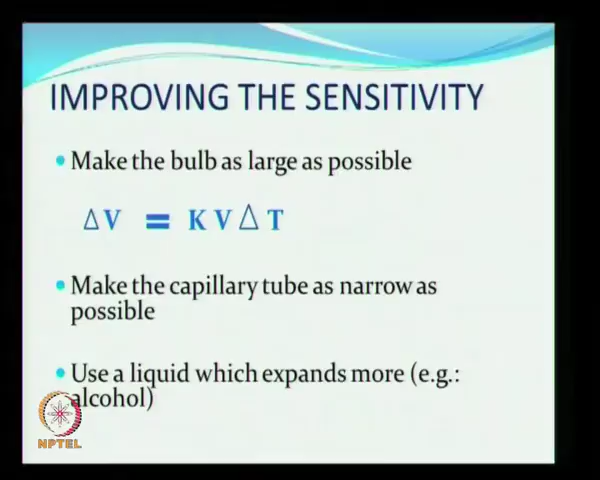 IMPROVING THE SENSITIVITY
• Make the bulb as large as possible
ΔV = K V Δ T
• Make the capillary tube as narrow as
possible
• Use a liquid which expands more (e.g.:
alcohol)
NPTEL